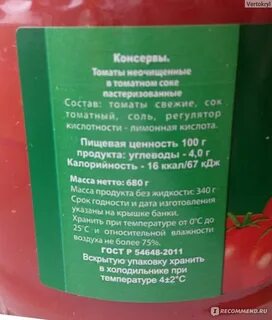 Vertokryl
Консервы.
Томаты неочищенные
в томатном соке
пастеризованные
Состав: томаты свежие, сок
томатный, соль, регулятор
кислотности - лимонная кислота.
Пищевая ценность 100 г
продукта: углеводы - 4,0 г
Калорийность - 16 ккал/67 кДж
Масса нетто: 680 г
Масса продукта без жидкости: 340 г
Срок годности и дата изготовления
указаны на крышке банки.
Хранить при температуре от 0°С до
25°С и относительной влажности
воздуха не более 75%.
ГОСТ Р 54648-2011
Вскрытую упаковку хранить
в холодильнике при
температуре 4±2°С
RECOMMEND.RU